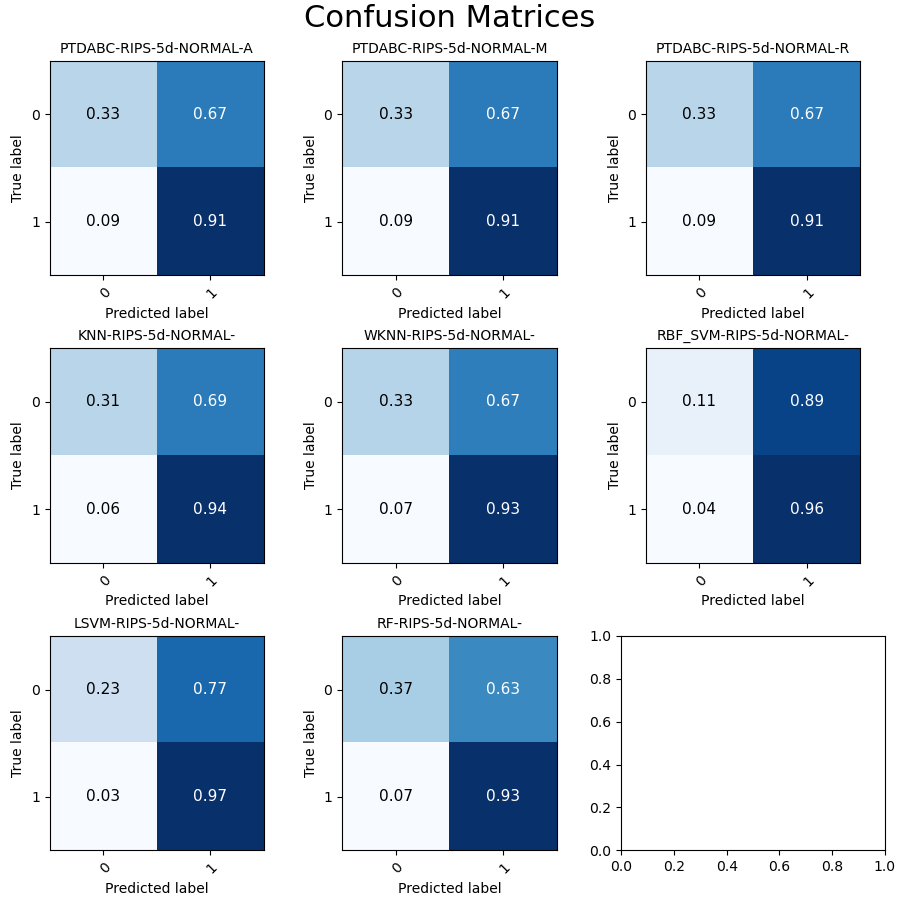 Confusion Matrices
PTDABC-RIPS-5d-NORMAL-A
0.33 0.67
0.09 0.91
0
1
True label
0 1
Predicted label
PTDABC-RIPS-5d-NORMAL-M
0.33 0.67
0.09 0.91
0
1
True label
0 1
Predicted label
PTDABC-RIPS-5d-NORMAL-R
0.33 0.67
0.09 0.91
0
1
True label
0 1
Predicted label
KNN-RIPS-5d-NORMAL-
0.31 0.69
0.06 0.94
0
1
True label
0 1
Predicted label
WKNN-RIPS-5d-NORMAL-
0.33 0.67
0.07 0.93
0
1
True label
0 1
Predicted label
RBF_SVM-RIPS-5d-NORMAL-
0.11 0.89
0.04 0.96
0
1
True label
0 1
Predicted label
LSVM-RIPS-5d-NORMAL-
0.23 0.77
0.03 0.97
0
1
True label
0 1
Predicted label
RF-RIPS-5d-NORMAL-
0.37 0.63
0.07 0.93
0
1
True label
0 1
Predicted label
1.0
0.8
0.6
0.4
0.2
0.0
0.0 0.2 0.4 0.6 0.8 1.0